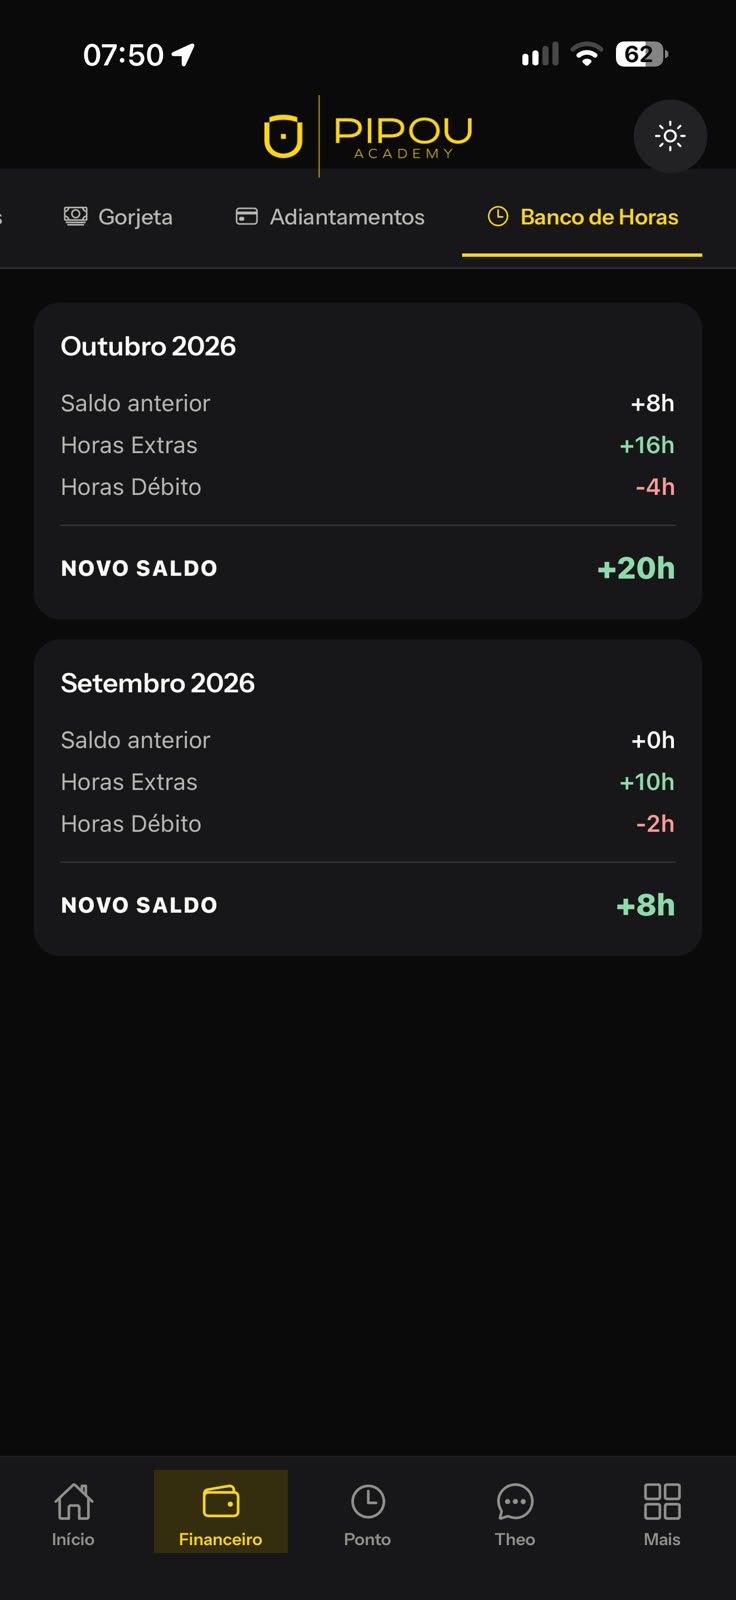 07:50
62
PIPOU
ACADEMY
s Gorjeta Adiantamentos Banco de Horas
Outubro 2026
Saldo anterior +8h
Horas Extras +16h
Horas Débito -4h
NOVO SALDO +20h
Setembro 2026
Saldo anterior +0h
Horas Extras +10h
Horas Débito -2h
NOVO SALDO +8h
Início Financeiro Ponto Theo Mais